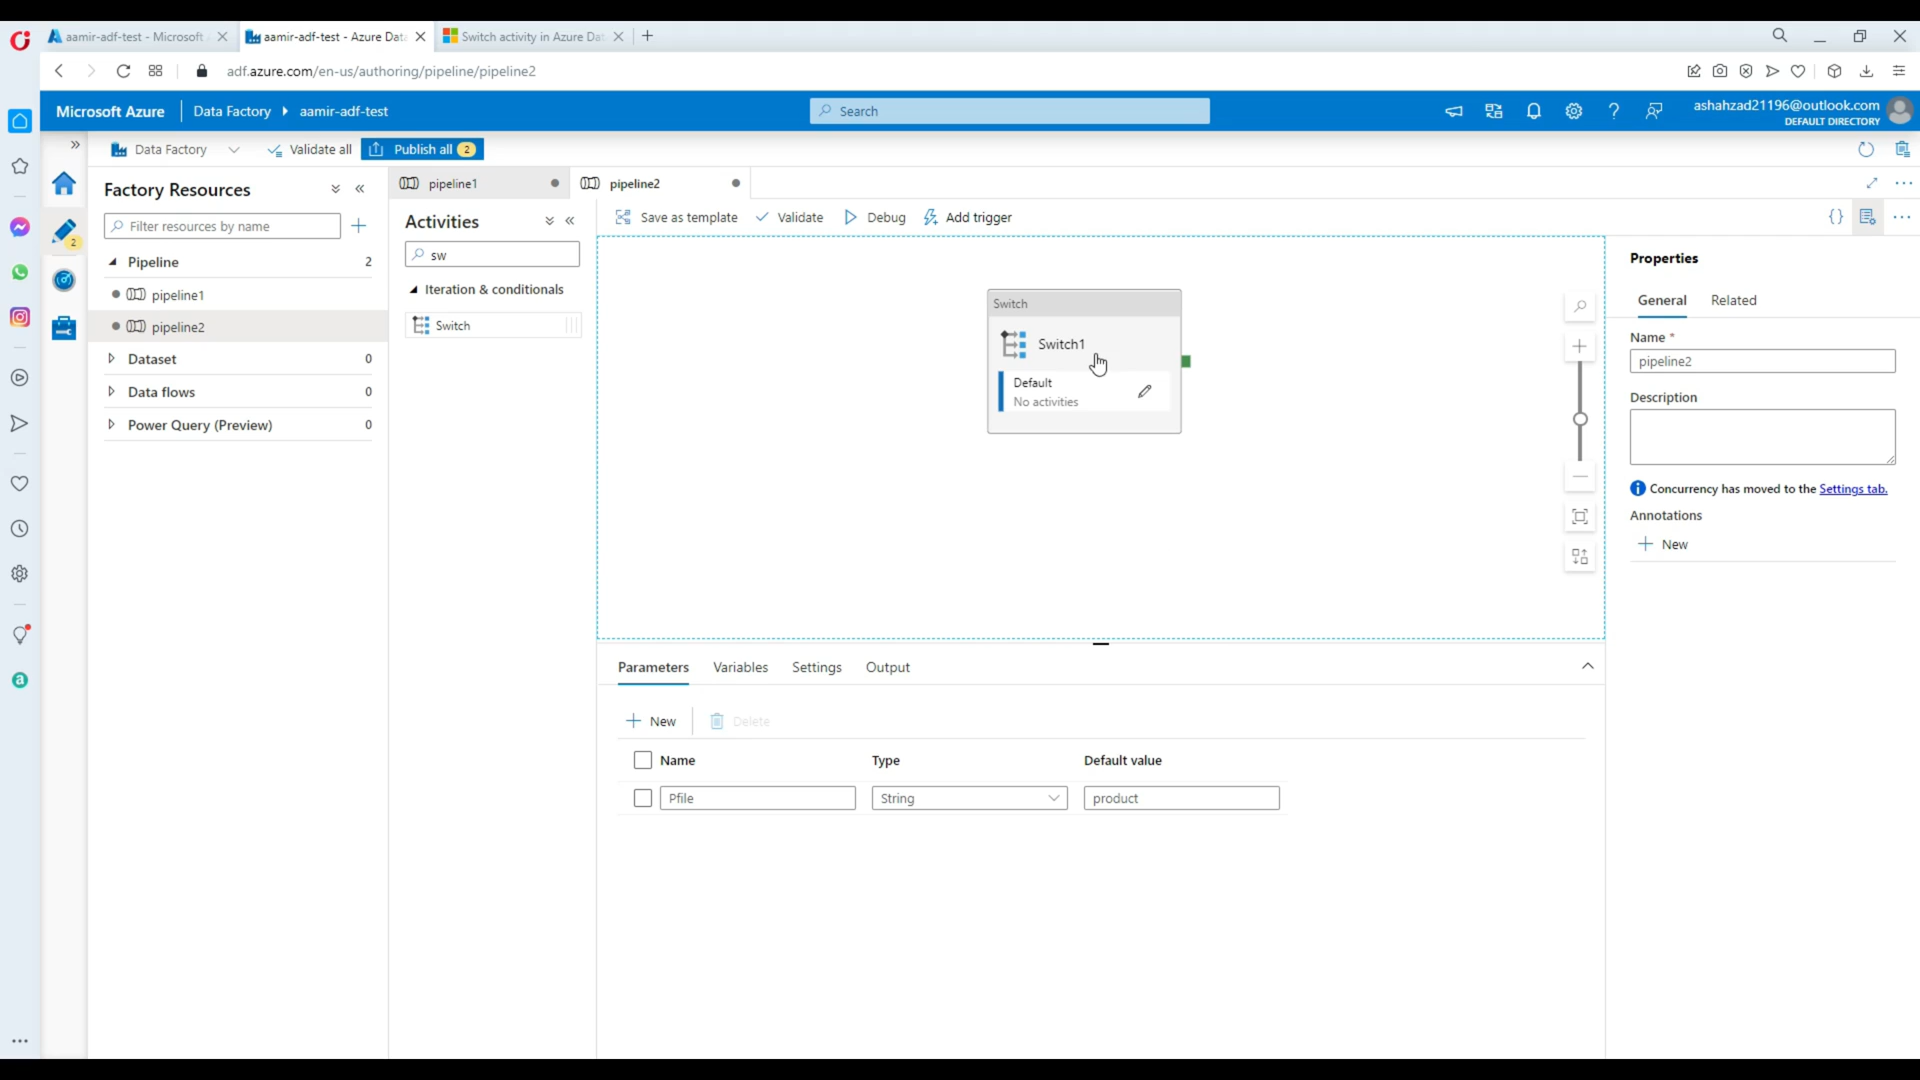 aamir-adf-test - Microsoft
aamir-adf-test - Azure Dat
Switch activity in Azure Dat
adf.azure.com/en-us/authoring/pipeline/pipeline2
Microsoft Azure
Data Factory
aamir-adf-test
Search
ashahzad21196@outlook.com
DEFAULT DIRECTORY
Data Factory
Validate all
Publish all 2
Factory Resources
pipeline1
pipeline2
2
Activities
Filter resources by name
Save as template
Validate
Debug
Add trigger
sw
Pipeline 2
pipeline1
pipeline2
Dataset 0
Data flows 0
Power Query (Preview) 0
Iteration & conditionals
Switch
Switch
Switch1
Default
No activities
Properties
General
Related
Name *
pipeline2
Description
Concurrency has moved to the Settings tab.
Annotations
New
Parameters
Variables
Settings
Output
New
Delete
Name
Type
Default value
Pfile
String
product